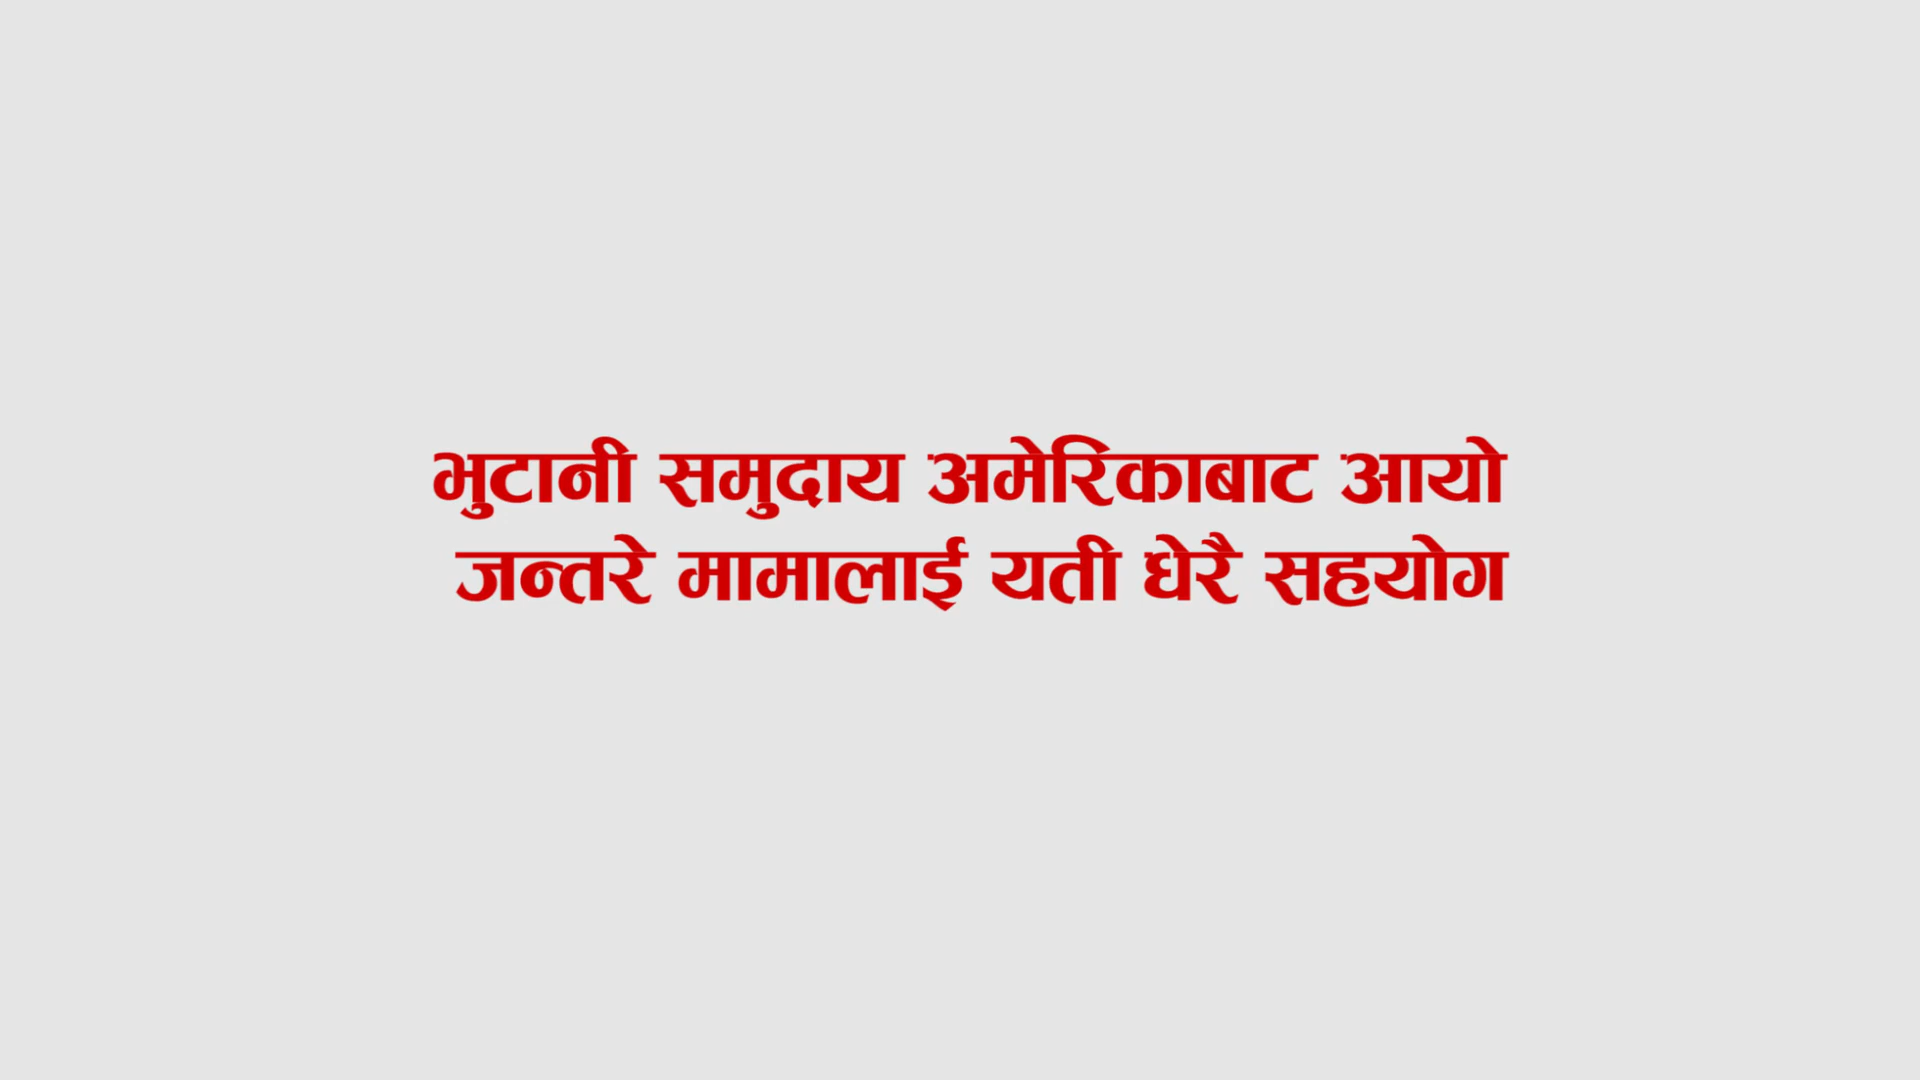 भुटानी समुदाय अमेरिकाबाट आयो
जन्तरे मामालाई यती धेरै सहयोग